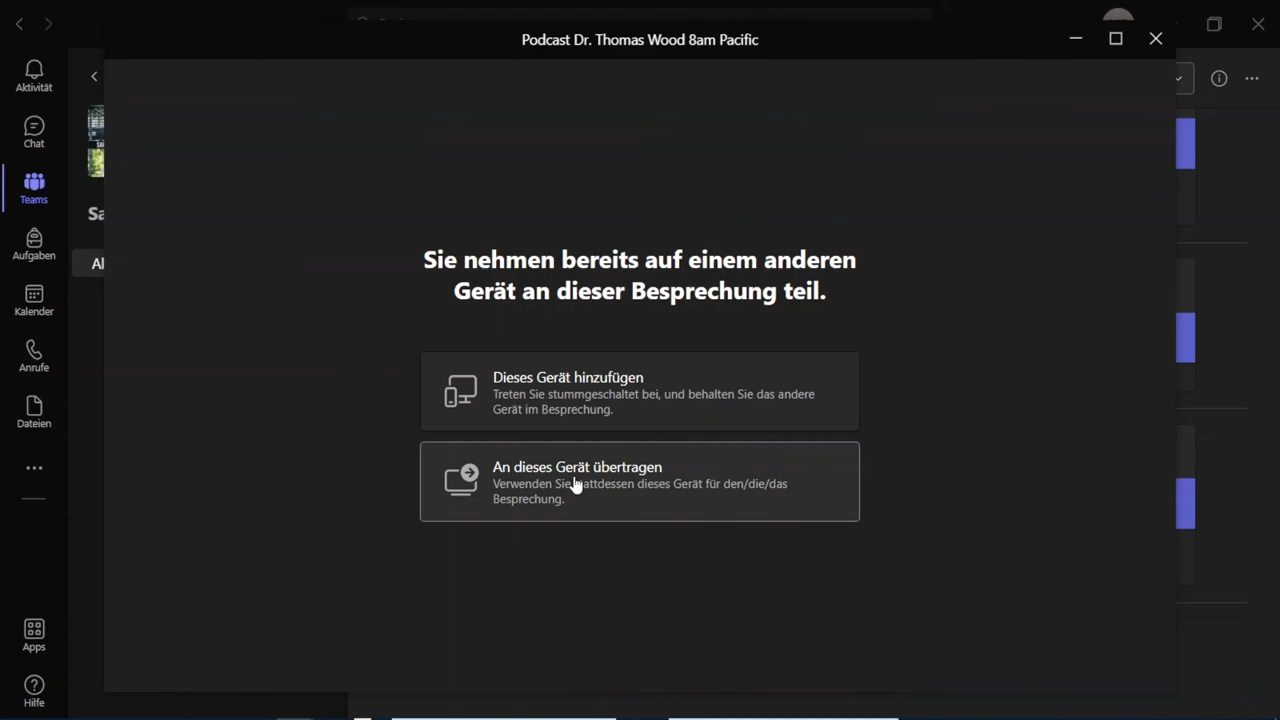 Podcast Dr. Thomas Wood 8am Pacific
Aktivität
Chat
Teams
Aufgaben
Kalender
Anrufe
Dateien
Apps
Hilfe
Sa
Al
Sie nehmen bereits auf einem anderen
Gerät an dieser Besprechung teil.
Dieses Gerät hinzufügen
Treten Sie stummgeschaltet bei, und behalten Sie das andere
Gerät im Besprechung.
An dieses Gerät übertragen
Verwenden Sie dieses Gerät für den/die/das
Besprechung.